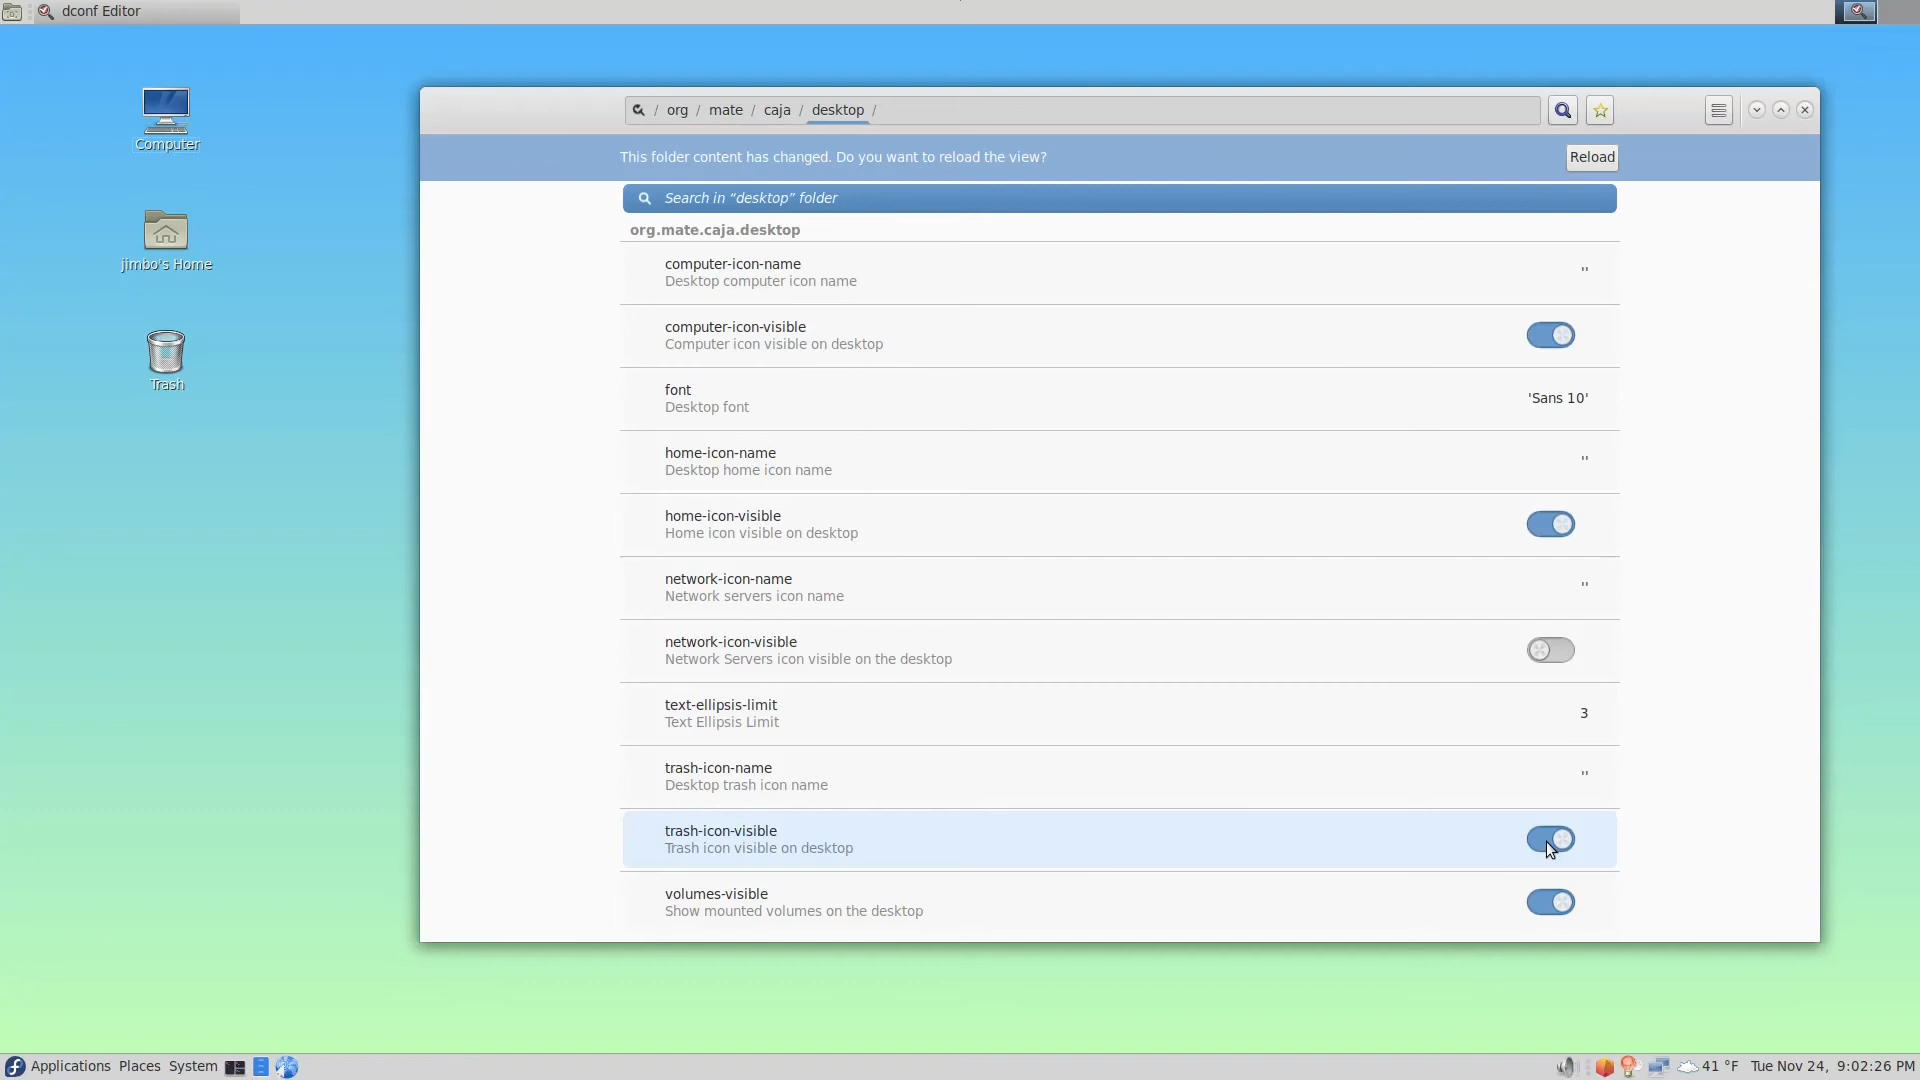 dconf Editor
Computer
jimbo's Home
Trash
/ org / mate / caja / desktop /
This folder content has changed. Do you want to reload the view?
Reload
Search in “desktop” folder
org.mate.caja.desktop
computer-icon-name
Desktop computer icon name
''
computer-icon-visible
Computer icon visible on desktop
font
Desktop font
'Sans 10'
home-icon-name
Desktop home icon name
''
home-icon-visible
Home icon visible on desktop
network-icon-name
Network servers icon name
''
network-icon-visible
Network Servers icon visible on the desktop
text-ellipsis-limit
Text Ellipsis Limit
3
trash-icon-name
Desktop trash icon name
''
trash-icon-visible
Trash icon visible on desktop
volumes-visible
Show mounted volumes on the desktop
Applications Places System
41 °F Tue Nov 24, 9:02:26 PM